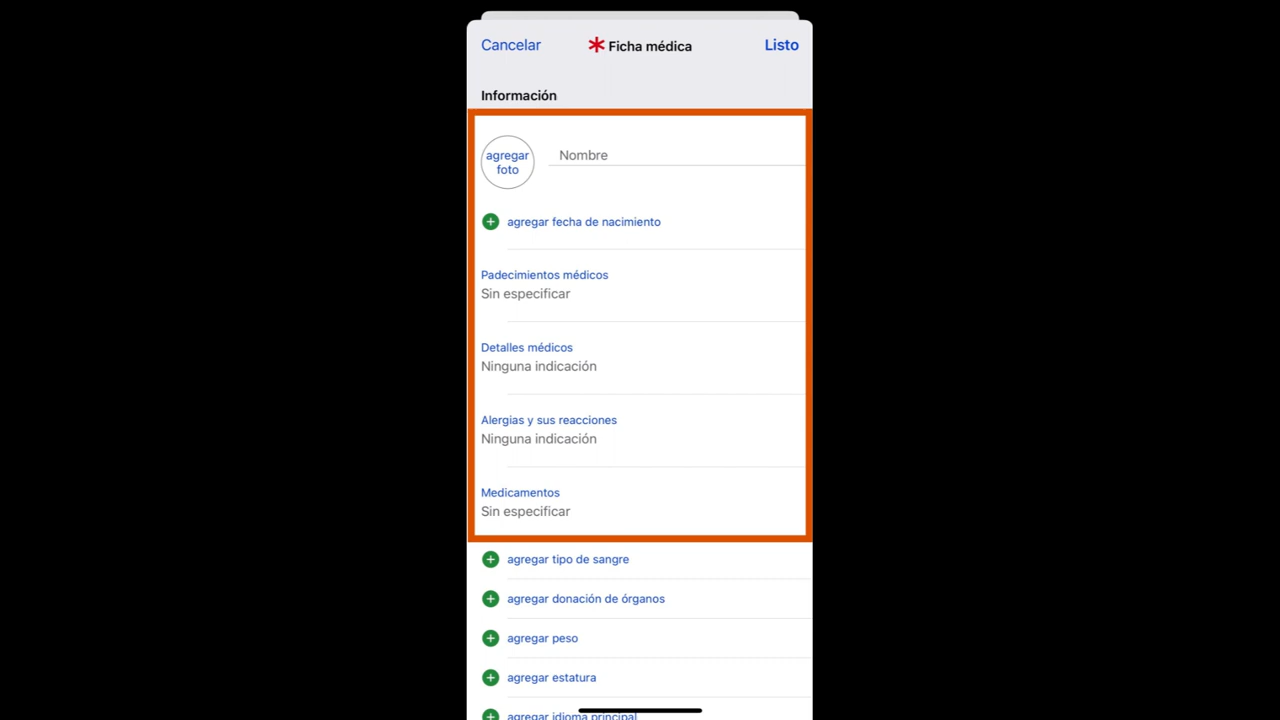 Cancelar
Ficha médica
Listo
Información
agregar
foto
Nombre
agregar fecha de nacimiento
Padecimientos médicos
Sin especificar
Detalles médicos
Ninguna indicación
Alergias y sus reacciones
Ninguna indicación
Medicamentos
Sin especificar
agregar tipo de sangre
agregar donación de órganos
agregar peso
agregar estatura
agregar idioma principal